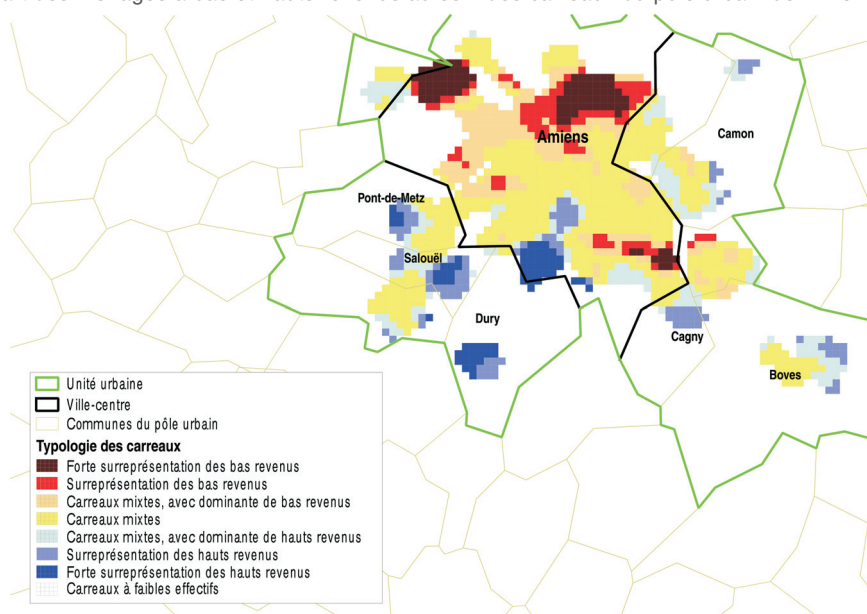 Amiens
Camon
Pont-de-Metz
Salouël
Dury
Cagny
Boves
Unité urbaine
Ville-centre
Communes du pôle urbain
Typologie des carreaux
Forte surreprésentation des bas revenus
Surreprésentation des bas revenus
Carreaux mixtes, avec dominante de bas revenus
Carreaux mixtes
Carreaux mixtes, avec dominante de hauts revenus
Surreprésentation des hauts revenus
Forte surreprésentation des hauts revenus
Carreaux à faibles effectifs